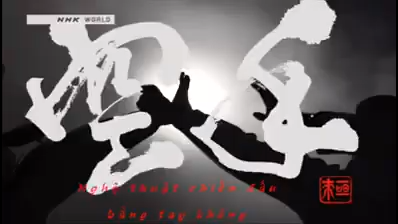 NHK WORLD
空手
Nghệ thuật chiến đấu
bằng tay không